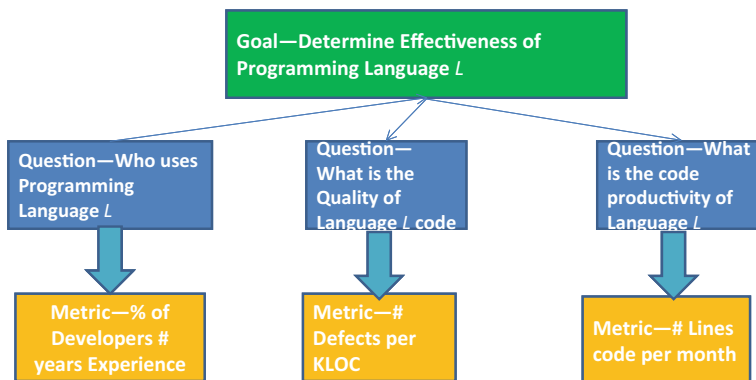 Goal—Determine Effectiveness of
Programming Language L
Question—Who uses
Programming
Language L
Question—
What is the
Quality of
Language L code
Question—What
is the code
productivity of
Language L
Metric—% of
Developers #
years Experience
Metric—#
Defects per
KLOC
Metric—# Lines
code per month